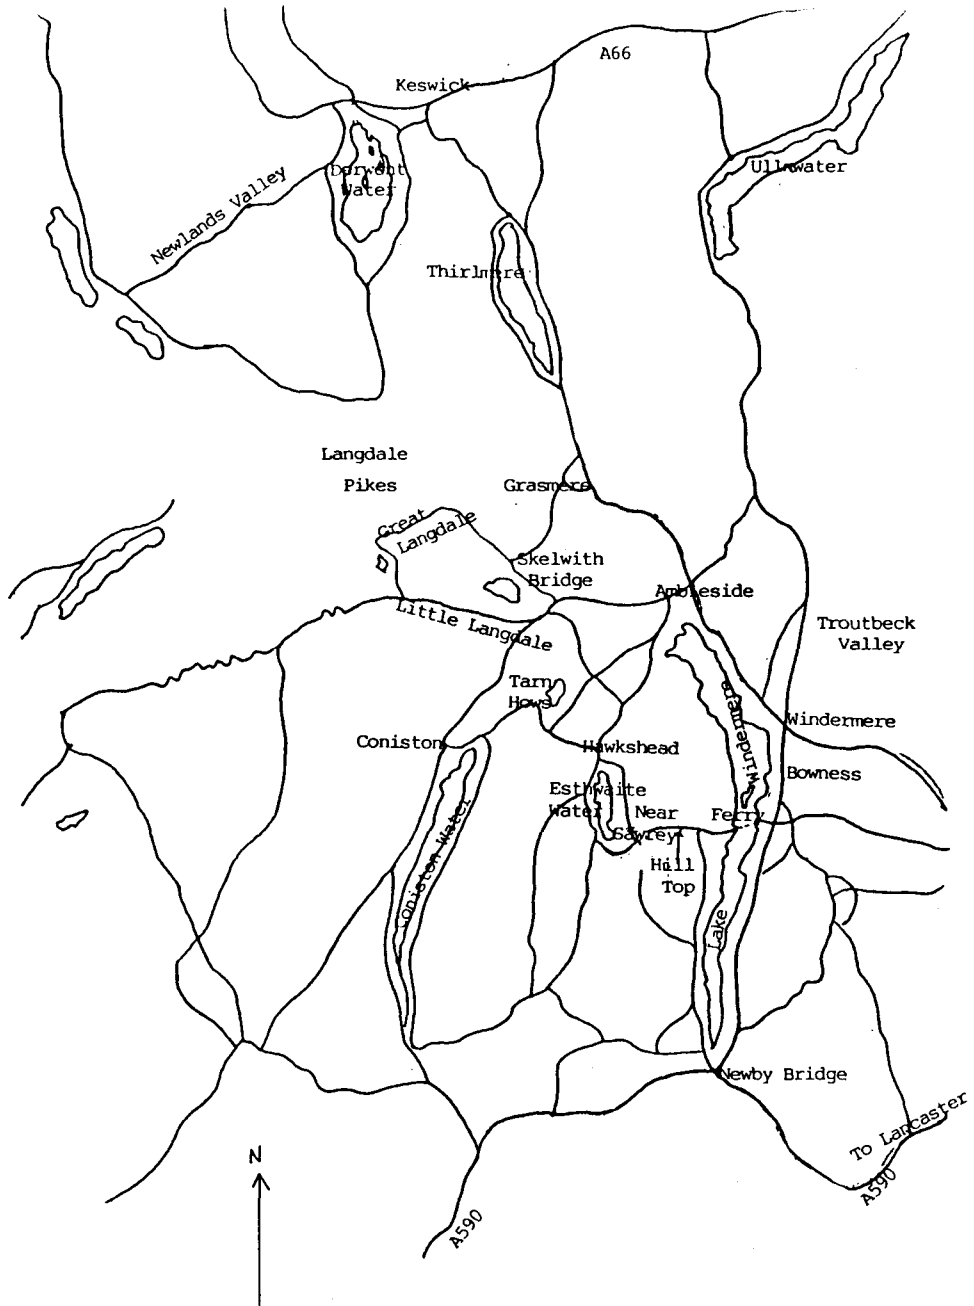 A66
Keswick
Derwent
Water
Ullswater
Newlands Valley
Thirlmere
Langdale
Pikes
Grasmere
Great
Langdale
Skelwith
Bridge
Ambleside
Little Langdale
Troutbeck
Valley
Tarn
Hows
Windermere
Windermere
Coniston
Hawkshead
Bowness
Esthwaite
Water
Near
Sawrey
Ferry
Hill
Top
Coniston Water
Lake
Newby Bridge
To Lancaster
A590
N
A590